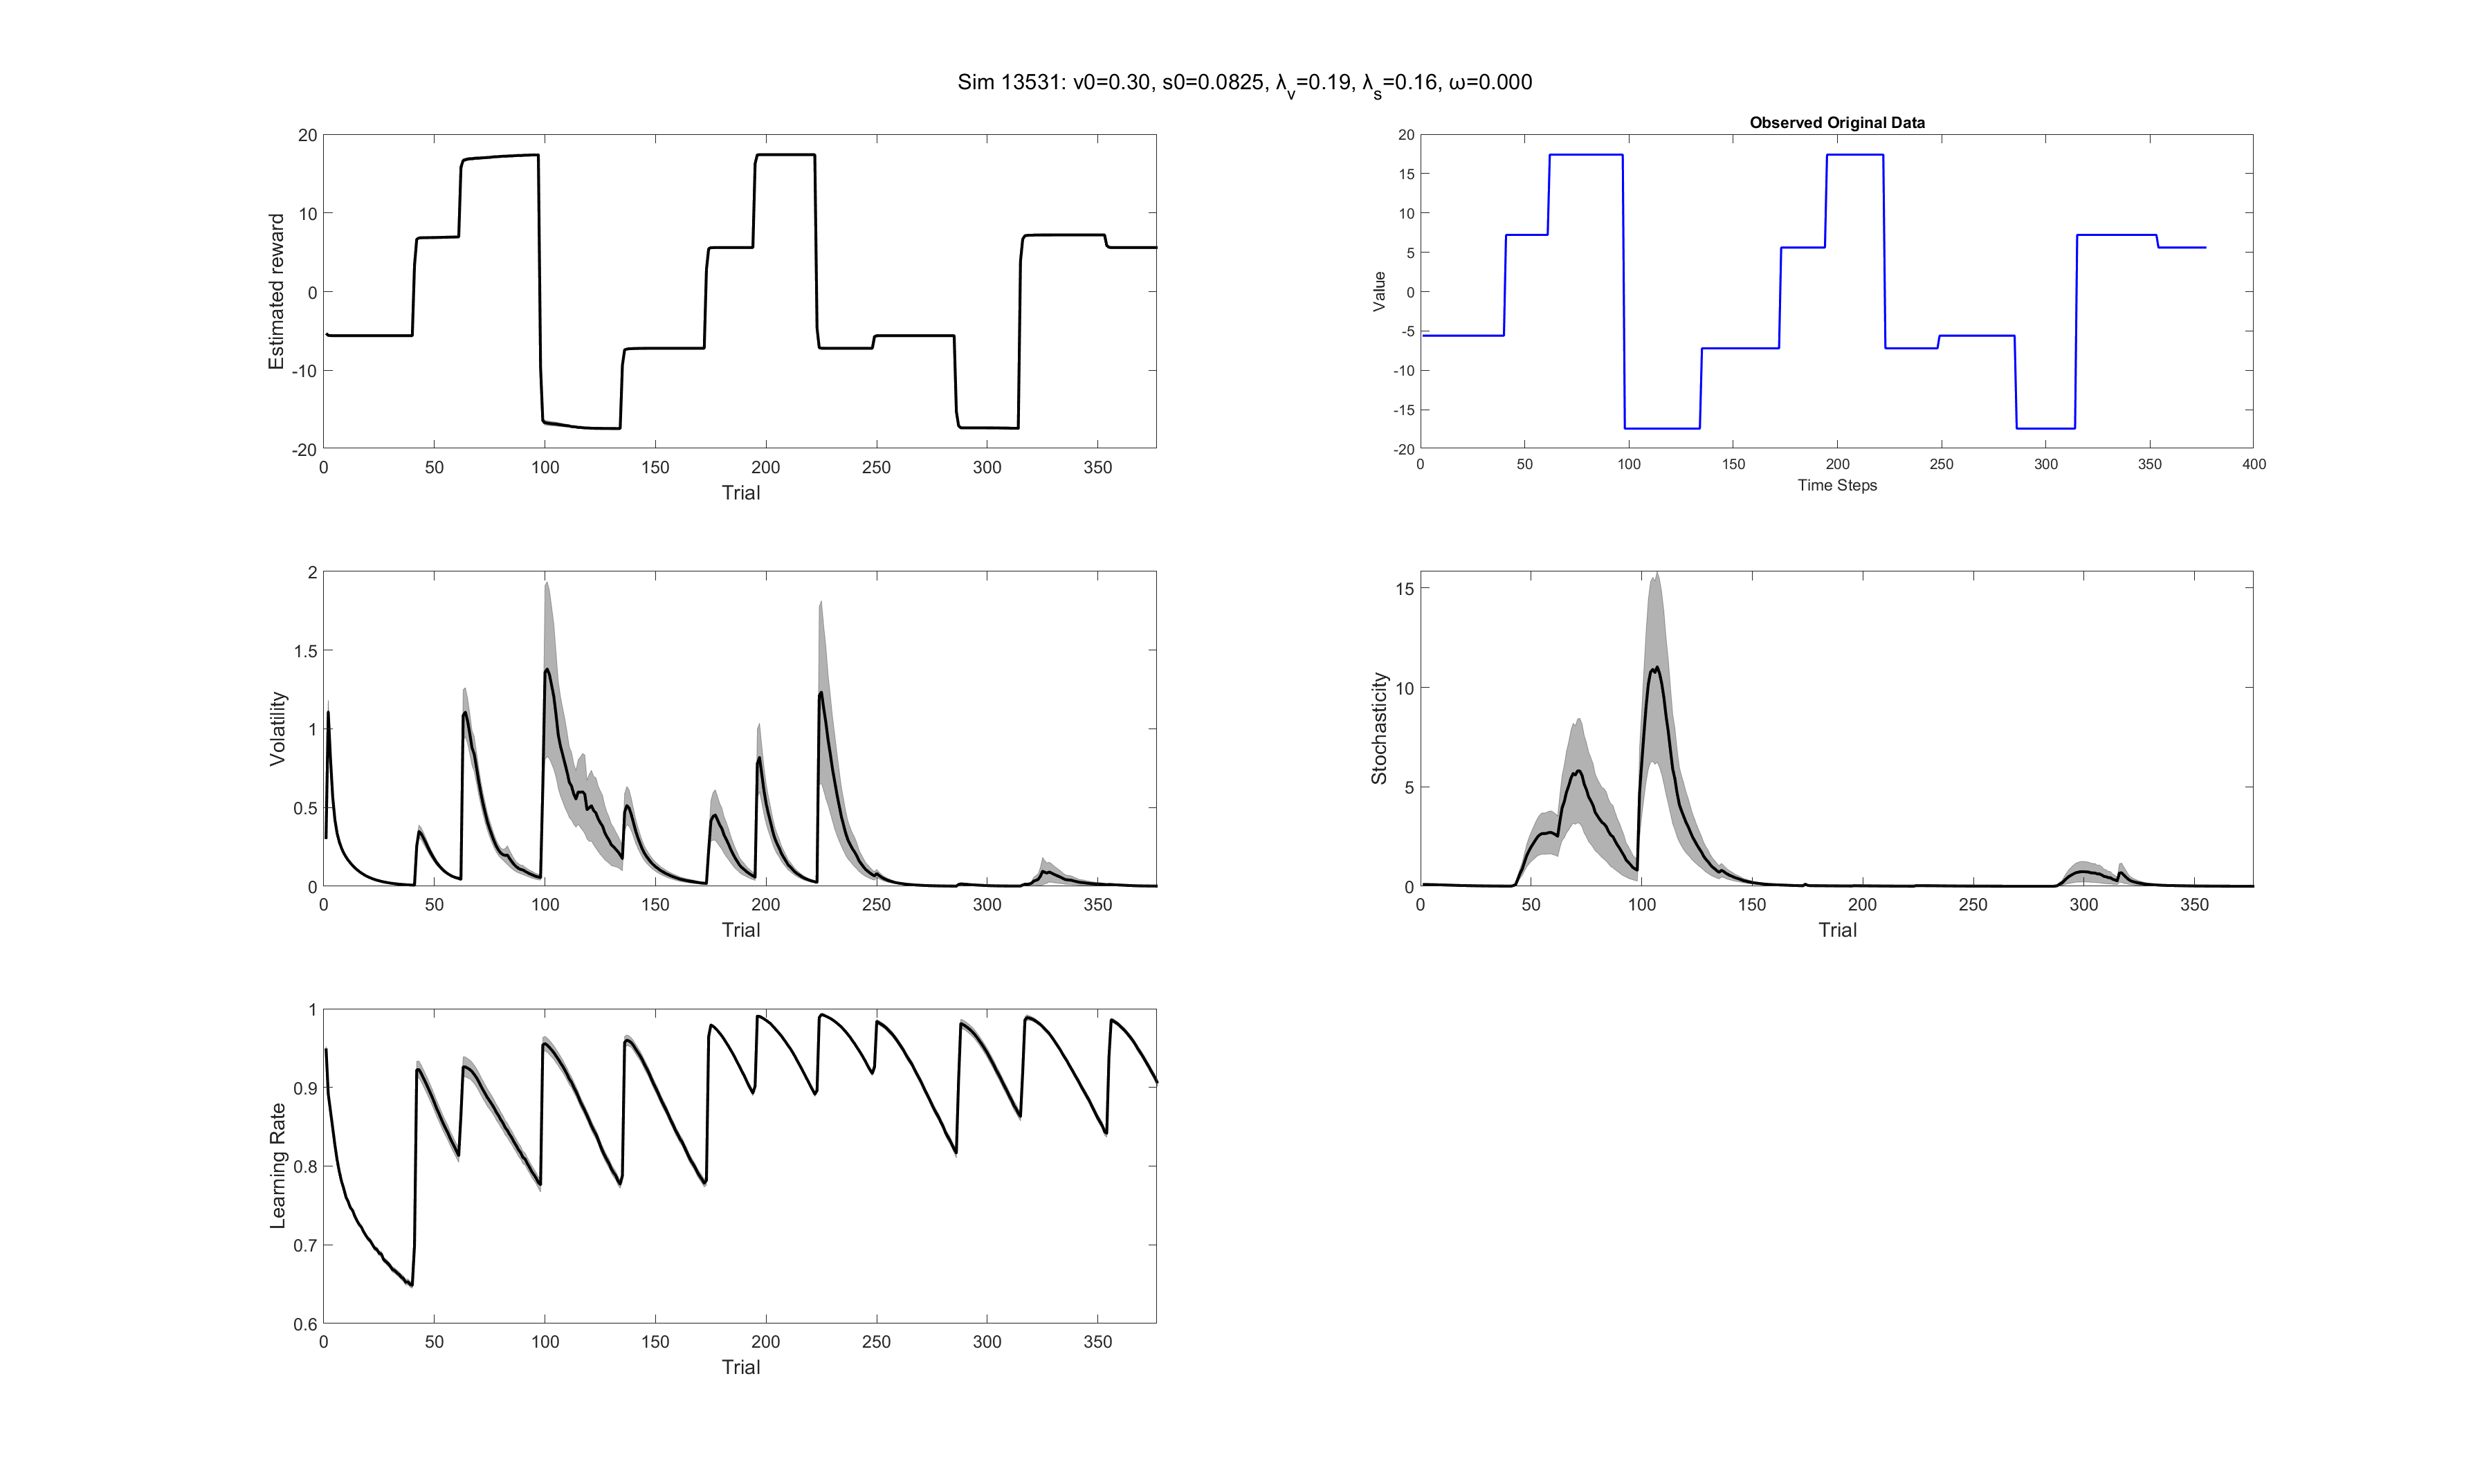 Sim 13531: v0=0.30, s0=0.0825, λ_v=0.19, λ_s=0.16, ω=0.000
20
10
0
-10
-20
Estimated reward
0 50 100 150 200 250 300 350
Trial
Observed Original Data
20
15
10
5
0
-5
-10
-15
-20
Value
0 50 100 150 200 250 300 350 400
Time Steps
2
1.5
1
0.5
0
Volatility
0 50 100 150 200 250 300 350
Trial
15
10
5
0
Stochasticity
0 50 100 150 200 250 300 350
Trial
1
0.9
0.8
0.7
0.6
Learning Rate
0 50 100 150 200 250 300 350
Trial